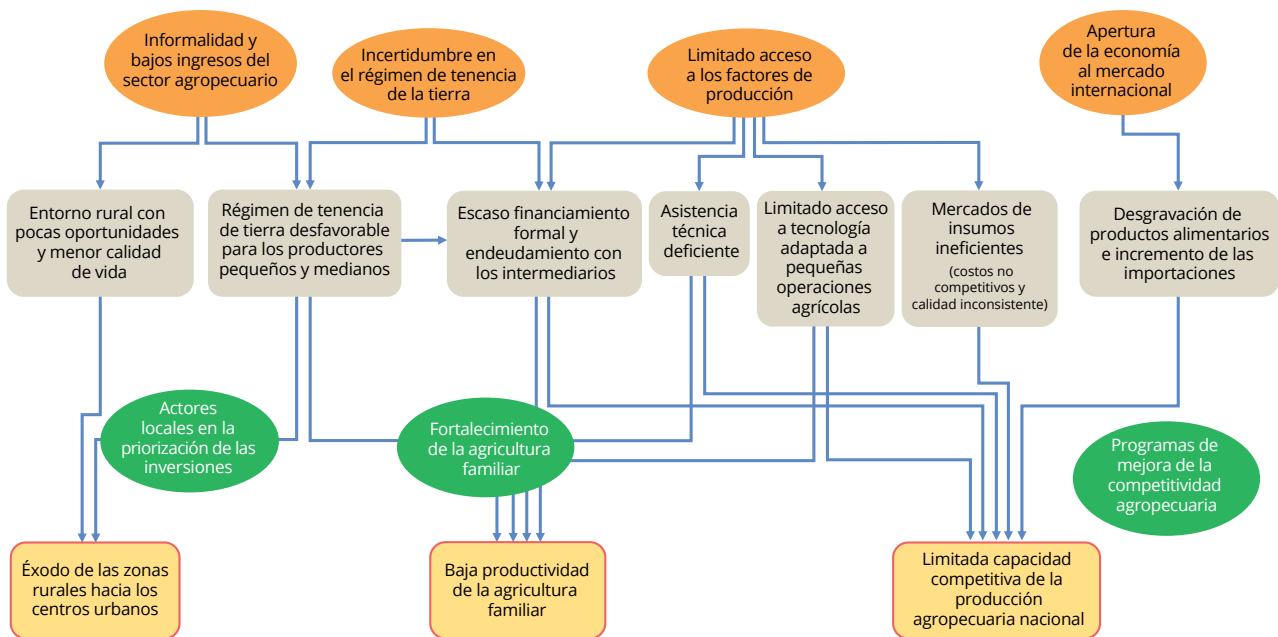 Informalidad y
bajos ingresos del
sector agropecuario
Incertidumbre en
el régimen de tenencia
de la tierra
Limitado acceso
a los factores de
producción
Apertura
de la economía
al mercado
internacional
Entorno rural con
pocas oportunidades
y menor calidad
de vida
Régimen de tenencia
de tierra desfavorable
para los productores
pequeños y medianos
Escaso financiamiento
formal y
endeudamiento con
los intermediarios
Asistencia
técnica
deficiente
Limitado acceso
a tecnología
adaptada a
pequeñas
operaciones
agrícolas
Mercados de
insumos
ineficientes
(costos no
competitivos y
calidad inconsistente)
Desgravación de
productos alimentarios
e incremento de las
importaciones
Actores
locales en la
priorización de las
inversiones
Fortalecimiento
de la agricultura
familiar
Programas de
mejora de la
competitividad
agropecuaria
Éxodo de las zonas
rurales hacia los
centros urbanos
Baja productividad
de la agricultura
familiar
Limitada capacidad
competitiva de la
producción
agropecuaria nacional